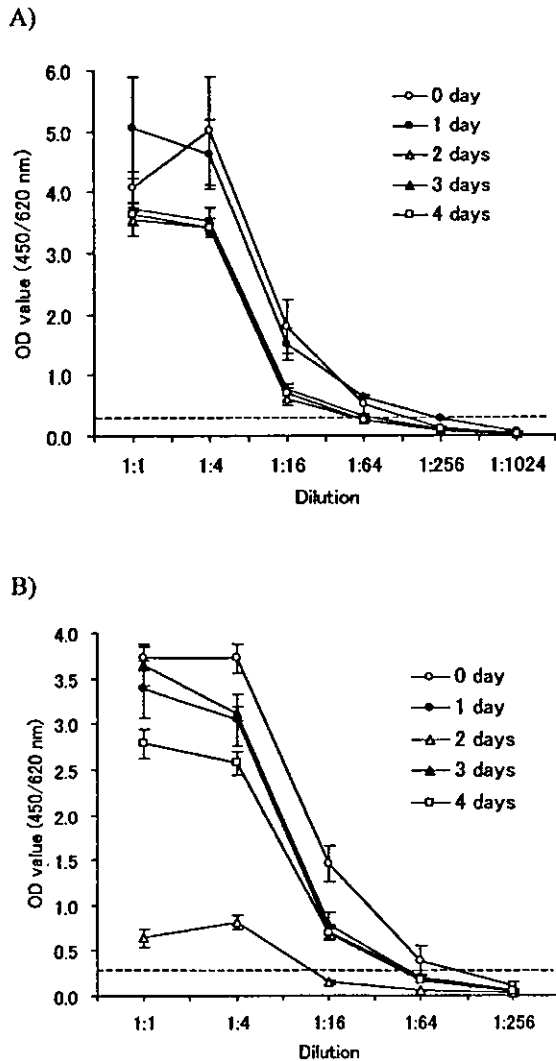 A)
OD value (450/620 nm)
6.0
5.0
4.0
3.0
2.0
1.0
0.0
0 day
1 day
2 days
3 days
4 days
1:1 1:4 1:16 1:64 1:256 1:1024
Dilution
B)
OD value (450/620 nm)
4.0
3.5
3.0
2.5
2.0
1.5
1.0
0.5
0.0
0 day
1 day
2 days
3 days
4 days
1:1 1:4 1:16 1:64 1:256
Dilution